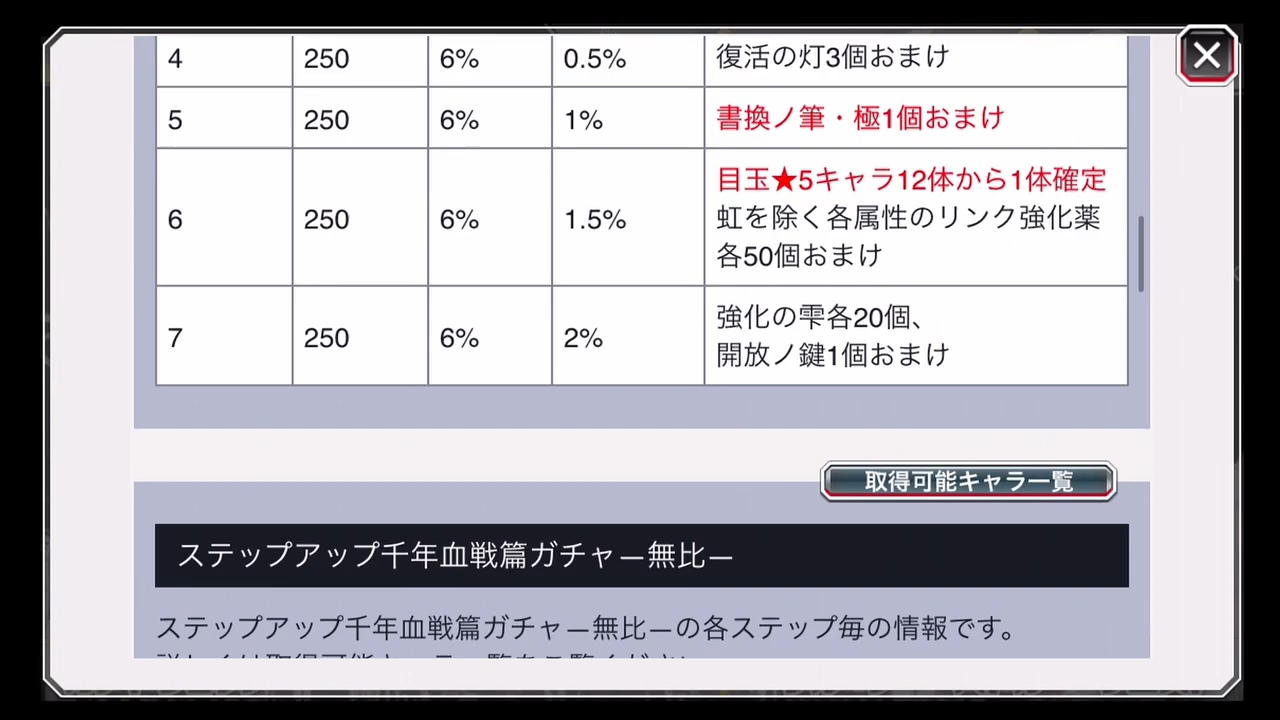 4 250 6% 0.5% 復活の灯3個おまけ
5 250 6% 1% 書換ノ筆・極1個おまけ
6 250 6% 1.5% 目玉★5キャラ12体から1体確定
虹を除く各属性のリンク強化薬
各50個おまけ
7 250 6% 2% 強化の雫各20個、
開放ノ鍵1個おまけ
取得可能キャラ一覧
ステップアップ千年血戦篇ガチャー無比ー
ステップアップ千年血戦篇ガチャー無比ーの各ステップ毎の情報です。